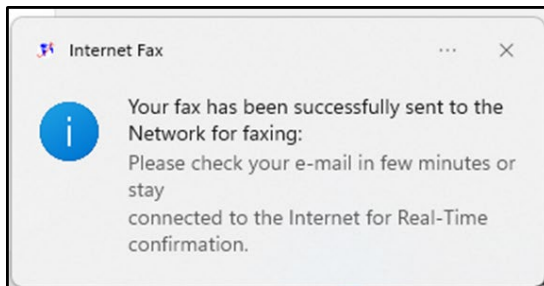 Internet Fax
Your fax has been successfully sent to the
Network for faxing:
Please check your e-mail in few minutes or
stay
connected to the Internet for Real-Time
confirmation.